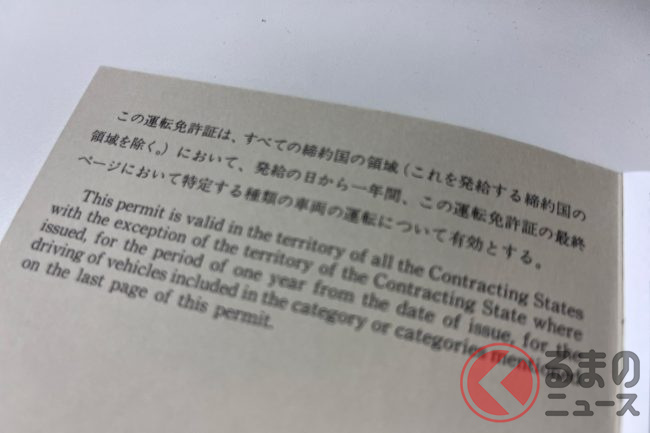 この運転免許証は、すべての締約国の領域(これを発給する締約国の
領域を除く。)において、発給の日から一年間、この運転免許証の最終
ページにおいて特定する種類の車両の運転について有効とする。
This permit is valid in the territory of all the Contracting States
with the exception of the territory of the Contracting State where
issued, for the period of one year from the date of issue, for the
driving of vehicles included in the category or categories mentioned
on the last page of this permit.
くるまの
ニュース